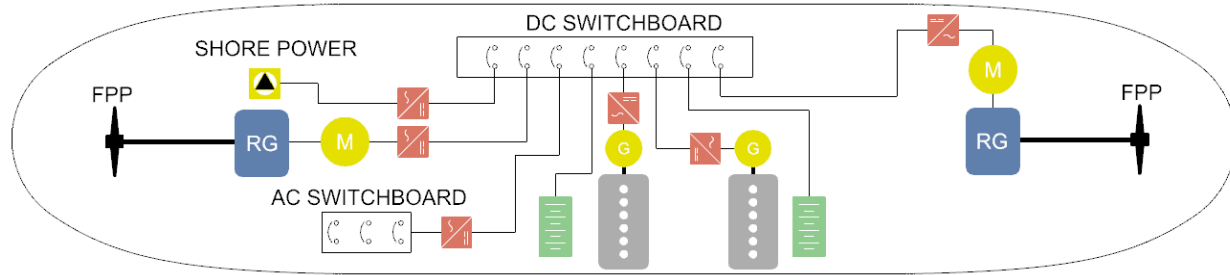 DC SWITCHBOARD
SHORE POWER
M
FPP
FPP
RG
M
G
G
RG
AC SWITCHBOARD